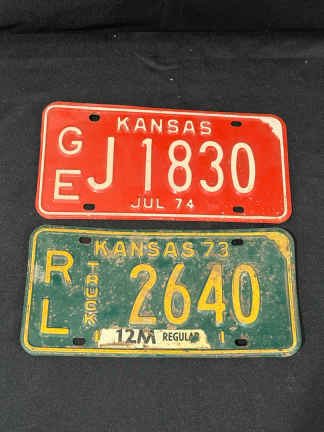 KANSAS
GE J 1830
JUL 74
KANSAS 73
RL TRUCK 2640
12M REGULAR